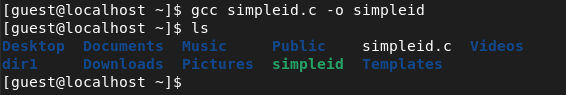 [guest@localhost ~]$ gcc simpleid.c -o simpleid
[guest@localhost ~]$ ls
Desktop  Documents  Music     Public    simpleid.c  Videos
dir1     Downloads  Pictures  simpleid  Templates
[guest@localhost ~]$